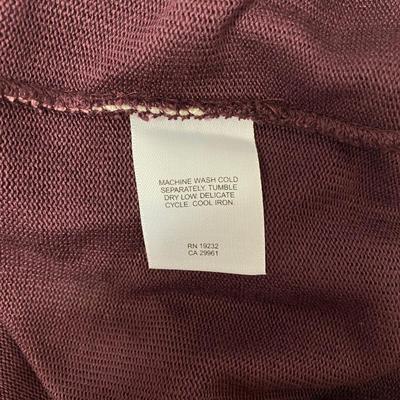 MACHINE WASH COLD
SEPARATELY. TUMBLE
DRY LOW. DELICATE
CYCLE. COOL IRON.
RN 19232
CA 29961